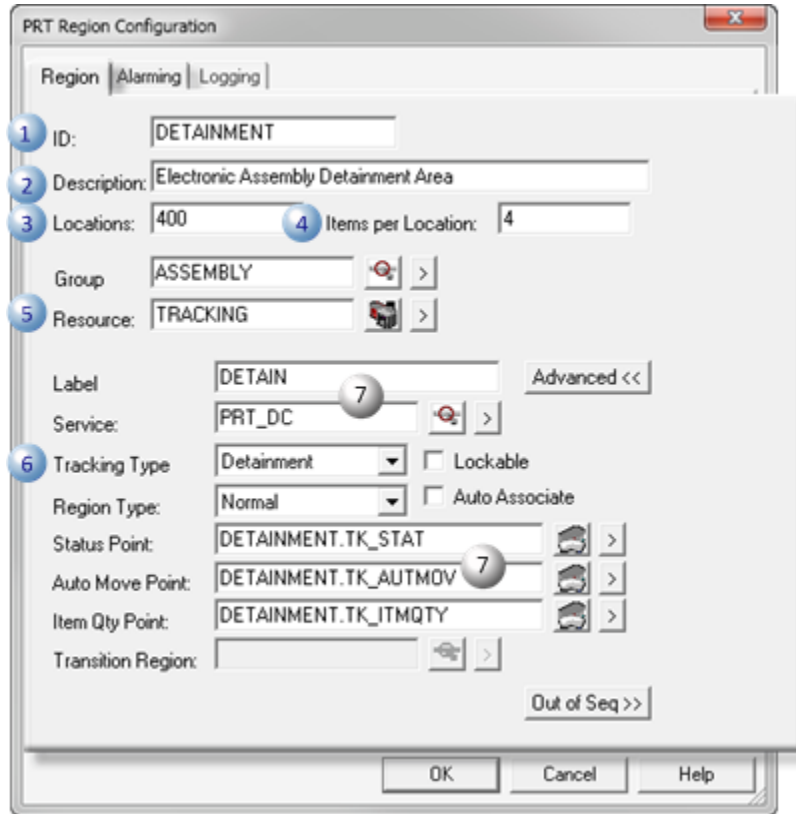 PRT Region Configuration
Region Alarming Logging
1 ID: DETAINMENT
2 Description: Electronic Assembly Detainment Area
3 Locations: 400 4 Items per Location: 4
Group ASSEMBLY >
5 Resource: TRACKING >
Label DETAIN Advanced <<
7
Service: PRT_DC >
6 Tracking Type Detainment Lockable
Region Type: Normal Auto Associate
Status Point: DETAINMENT.TK_STAT >
7
Auto Move Point: DETAINMENT.TK_AUTMOV >
Item Qty Point: DETAINMENT.TK_ITMQTY >
Transition Region: >
Out of Seq >>
OK Cancel Help